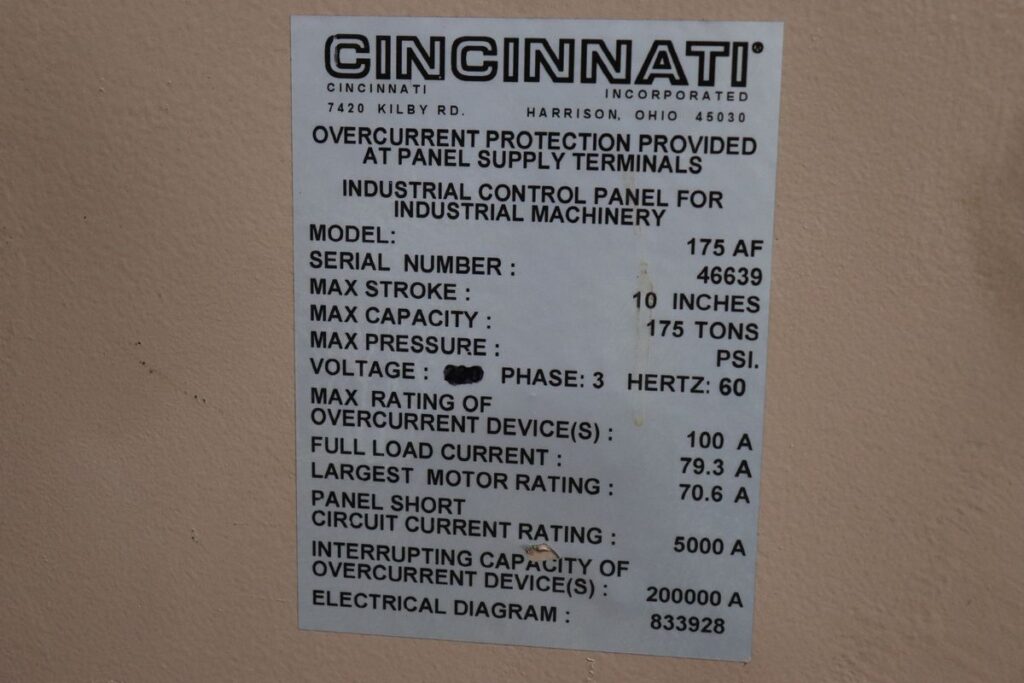 CINCINNATI®
CINCINNATI INCORPORATED
7420 KILBY RD. HARRISON, OHIO 45030
OVERCURRENT PROTECTION PROVIDED
AT PANEL SUPPLY TERMINALS
INDUSTRIAL CONTROL PANEL FOR
INDUSTRIAL MACHINERY
MODEL: 175 AF
SERIAL NUMBER : 46639
MAX STROKE : 10 INCHES
MAX CAPACITY : 175 TONS
MAX PRESSURE : PSI.
VOLTAGE : PHASE: 3 HERTZ: 60
MAX RATING OF
OVERCURRENT DEVICE(S) : 100 A
FULL LOAD CURRENT : 79.3 A
LARGEST MOTOR RATING : 70.6 A
PANEL SHORT
CIRCUIT CURRENT RATING : 5000 A
INTERRUPTING CAPACITY OF
OVERCURRENT DEVICE(S) : 200000 A
ELECTRICAL DIAGRAM : 833928